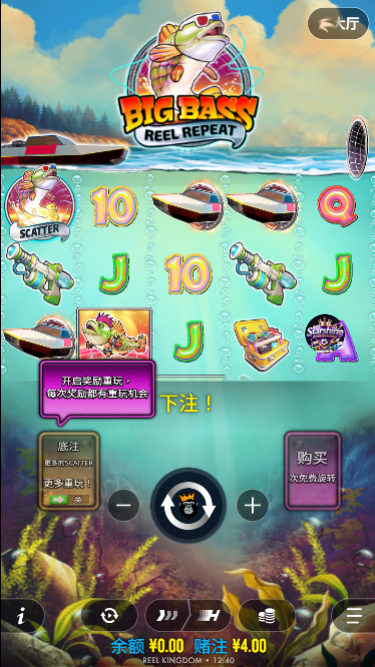 大厅
BIG BASS
REEL REPEAT
SCATTER
10
Q
J
10
J
J
Starshine
A
开启奖励重玩，
每次奖励都有重玩机会
下注！
底注
更多的SCATTER
更多重玩！
关
购买
次免费旋转
余额 ¥0.00 赌注 ¥4.00
REEL KINGDOM • 12:40